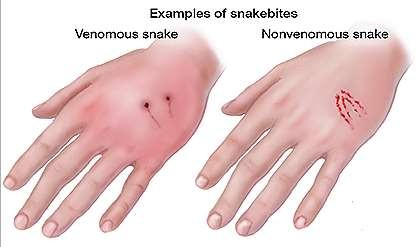 Examples of snakebites
Venomous snake
Nonvenomous snake